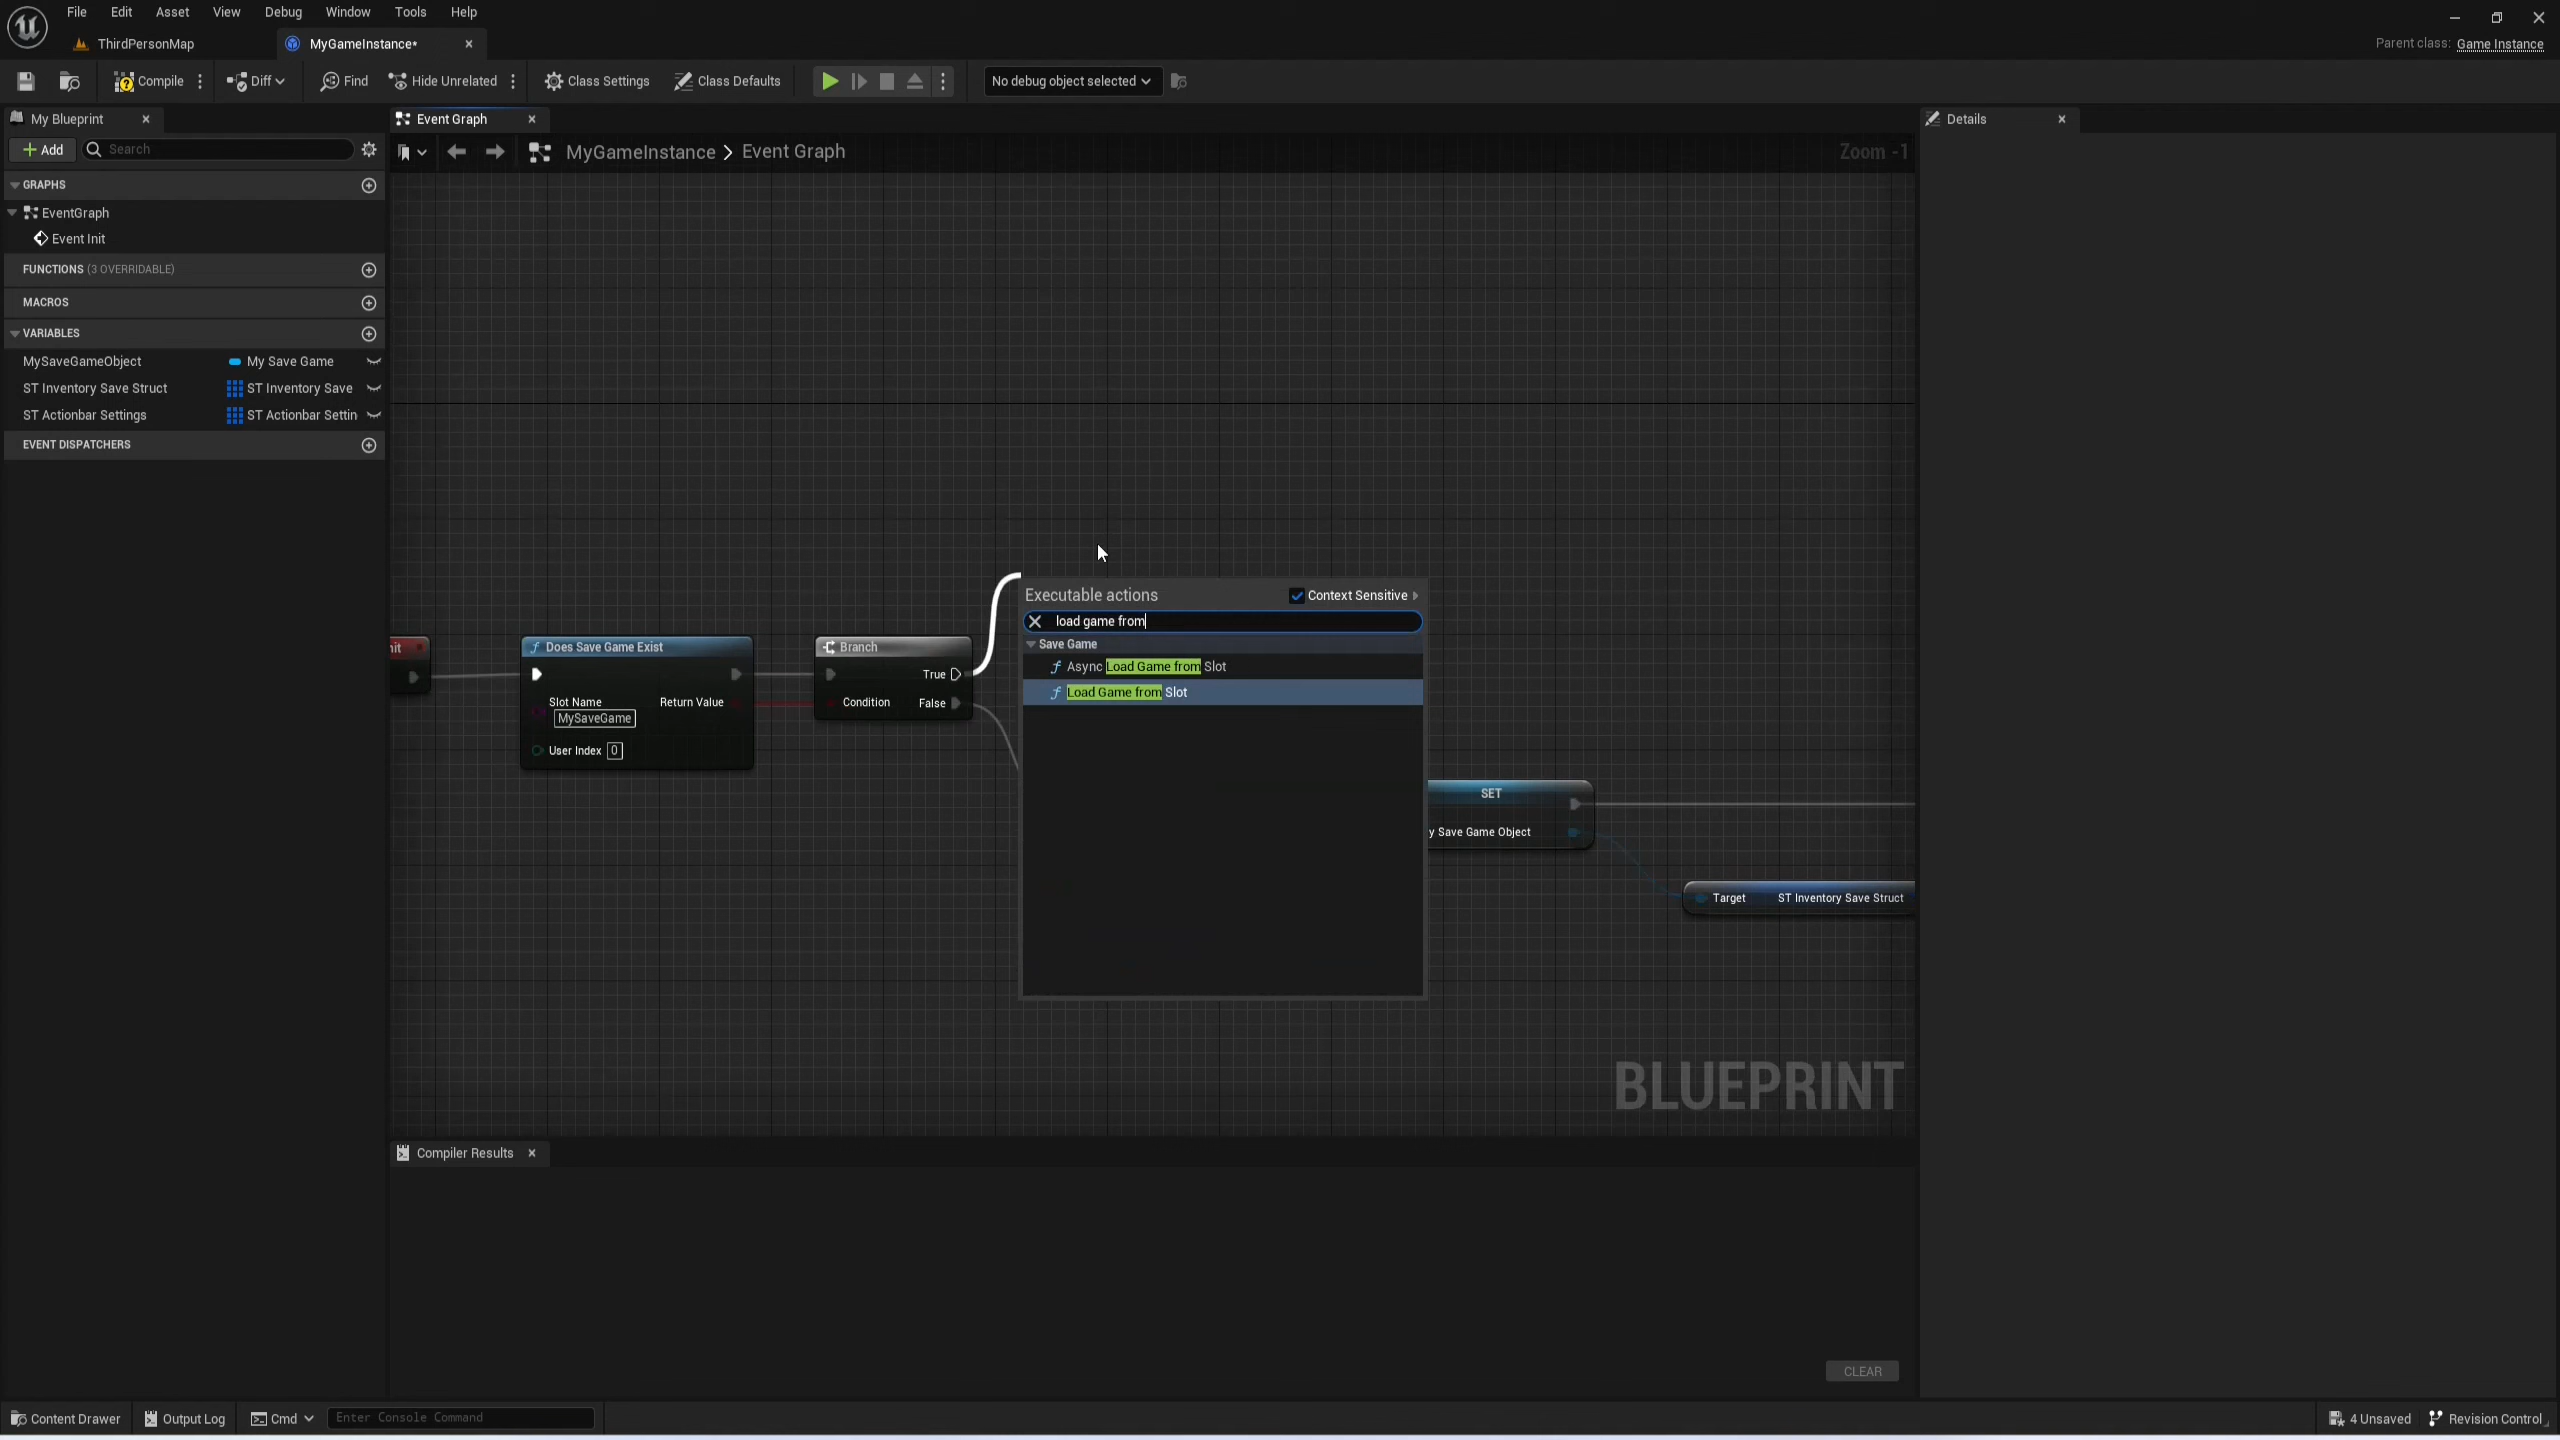 File Edit Asset View Debug Window Tools Help
ThirdPersonMap
MyGameInstance*
Parent class: Game Instance
Compile
Diff
Find
Hide Unrelated
Class Settings
Class Defaults
No debug object selected
My Blueprint
Event Graph
Details
Add
Search
MyGameInstance > Event Graph
Zoom -1
GRAPHS
EventGraph
Event Init
FUNCTIONS (3 OVERRIDABLE)
MACROS
VARIABLES
MySaveGameObject My Save Game
ST Inventory Save Struct ST Inventory Save
ST Actionbar Settings ST Actionbar Settin
EVENT DISPATCHERS
nit
Does Save Game Exist
Slot Name
MySaveGame
Return Value
User Index 0
Branch
True
Condition False
Executable actions
Context Sensitive
load game from
Save Game
Async Load Game from Slot
Load Game from Slot
SET
y Save Game Object
Target ST Inventory Save Struct
BLUEPRINT
Compiler Results
CLEAR
Content Drawer
Output Log
Cmd
Enter Console Command
4 Unsaved
Revision Control